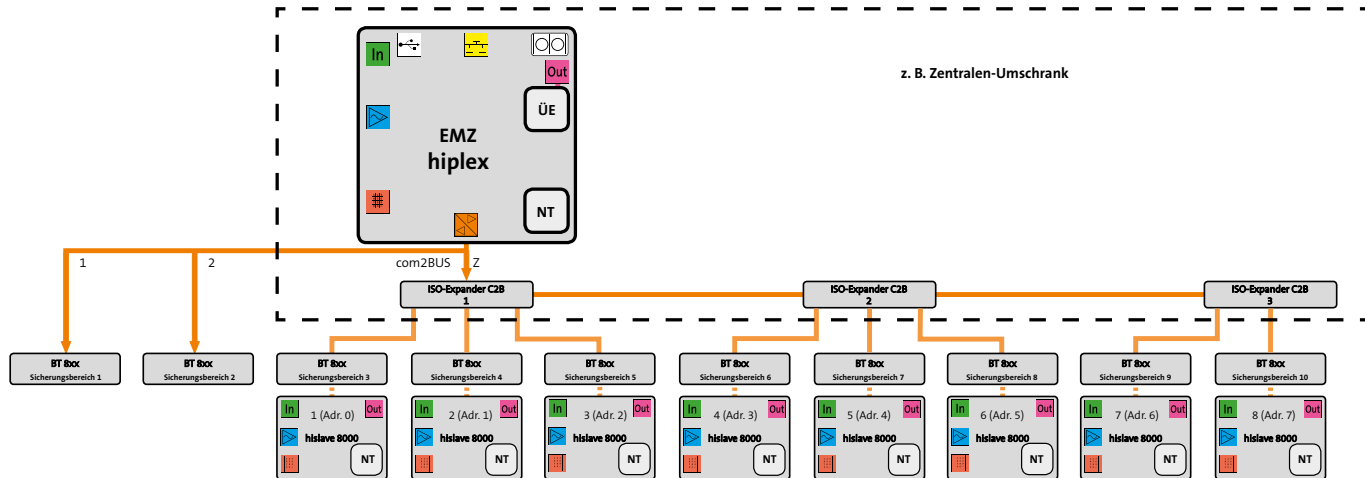 In
Out
z. B. Zentralen-Umschrank
ÜE
EMZ
hiplex
NT
1
2
com2BUS
Z
ISO-Expander C2B
1
ISO-Expander C2B
2
ISO-Expander C2B
3
BT 8xx
Sicherungsbereich 1
BT 8xx
Sicherungsbereich 2
BT 8xx
Sicherungsbereich 3
BT 8xx
Sicherungsbereich 4
BT 8xx
Sicherungsbereich 5
BT 8xx
Sicherungsbereich 6
BT 8xx
Sicherungsbereich 7
BT 8xx
Sicherungsbereich 8
BT 8xx
Sicherungsbereich 9
BT 8xx
Sicherungsbereich 10
In 1 (Adr. 0) Out
hislave 8000
NT
In 2 (Adr. 1) Out
hislave 8000
NT
In 3 (Adr. 2) Out
hislave 8000
NT
In 4 (Adr. 3) Out
hislave 8000
NT
In 5 (Adr. 4) Out
hislave 8000
NT
In 6 (Adr. 5) Out
hislave 8000
NT
In 7 (Adr. 6) Out
hislave 8000
NT
In 8 (Adr. 7) Out
hislave 8000
NT